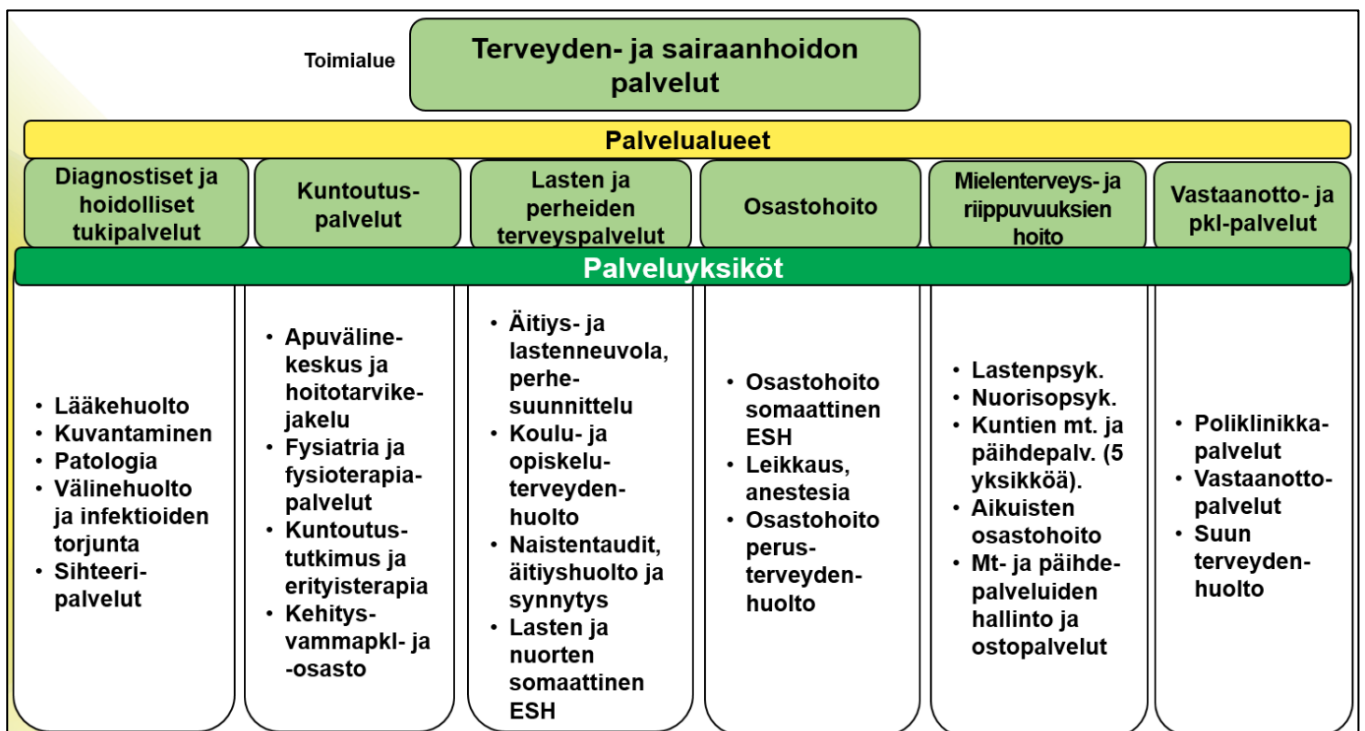 Toimialue
Terveyden- ja sairaanhoidon
palvelut
Palvelualueet
Diagnostiset ja
hoidolliset
tukipalvelut
Kuntoutus-
palvelut
Lasten ja
perheiden
terveyspalvelut
Osastohoito
Mielenterveys- ja
riippuvuuksien
hoito
Vastaanotto- ja
pkl-palvelut
Palveluyksiköt
• Lääkehuolto
• Kuvantaminen
• Patologia
• Välinehuolto
ja infektioiden
torjunta
• Sihteeri-
palvelut
• Apuväline-
keskus ja
hoitotarvike-
jakelu
• Fysiatria ja
fysioterapia-
palvelut
• Kuntoutus-
tutkimus ja
erityisterapia
• Kehitys-
vammapkl- ja
-osasto
• Äitiys- ja
lastenneuvola,
perhe-
suunnittelu
• Koulu- ja
opiskelu-
terveyden-
huolto
• Naistentaudit,
äitiyshuolto ja
synnytys
• Lasten ja
nuorten
somaattinen
ESH
• Osastohoito
somaattinen
ESH
• Leikkaus,
anestesia
• Osastohoito
perus-
terveyden-
huolto
• Lastenpsyk.
• Nuorisopsyk.
• Kuntien mt. ja
päihdepalv. (5
yksikköä).
• Aikuisten
osastohoito
• Mt- ja päihde-
palveluiden
hallinto ja
ostopalvelut
• Poliklinikka-
palvelut
• Vastaanotto-
palvelut
• Suun
terveyden-
huolto